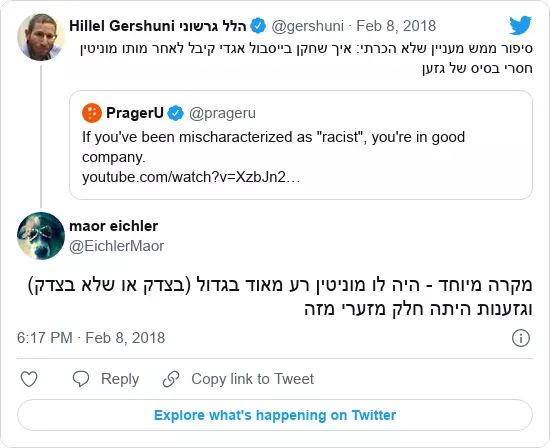 Hillel Gershuni הלל גרשוני @gershuni · Feb 8, 2018
סיפור ממש מעניין שלא הכרתי: איך שחקן בייסבול אגדי קיבל לאחר מותו מוניטין
חסרי בסיס של גזען
PragerU @prageru
If you've been mischaracterized as "racist", you're in good
company.
youtube.com/watch?v=XzbJn2…
maor eichler
@EichlerMaor
מקרה מיוחד - היה לו מוניטין רע מאוד בגדול (בצדק או שלא בצדק)
וגזענות היתה חלק מזערי מזה
6:17 PM · Feb 8, 2018
Reply Copy link to Tweet
Explore what's happening on Twitter